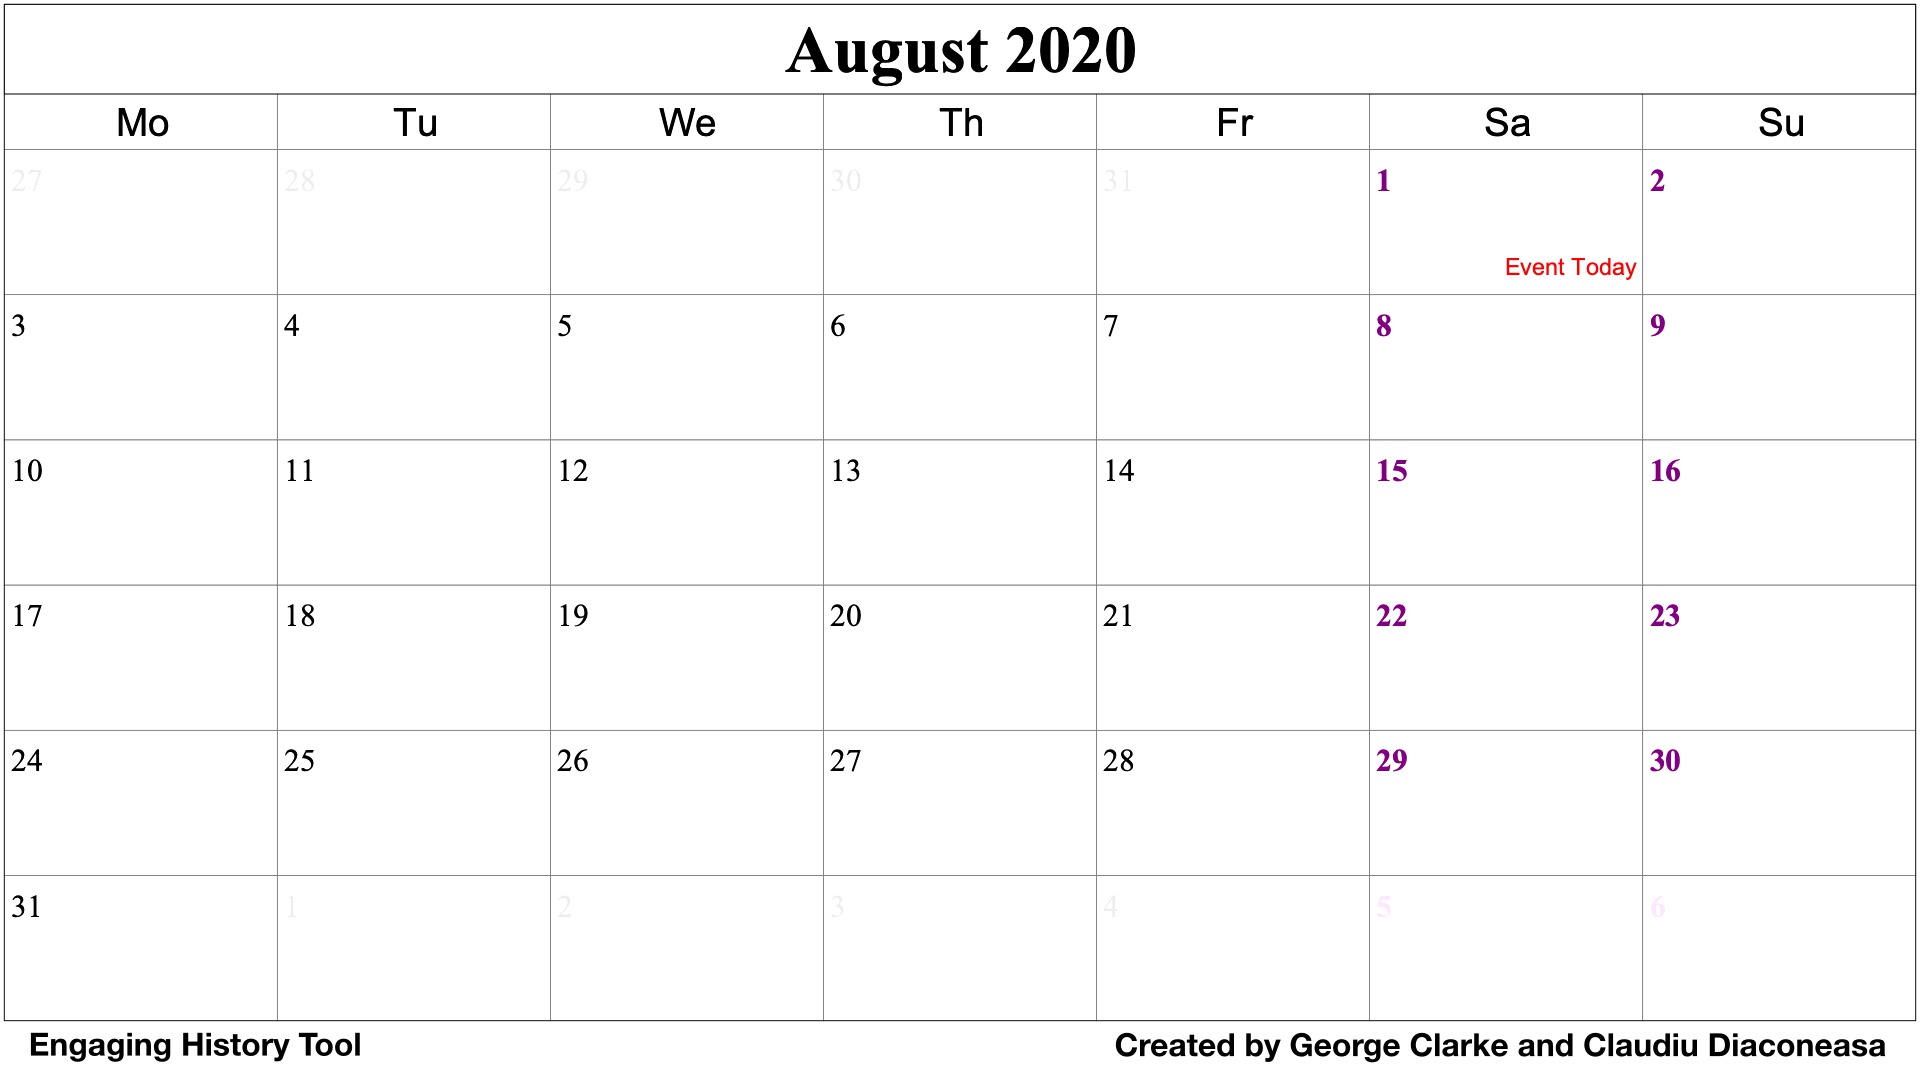 August 2020
Mo Tu We Th Fr Sa Su
27 28 29 30 31 1 2
Event Today
3 4 5 6 7 8 9
10 11 12 13 14 15 16
17 18 19 20 21 22 23
24 25 26 27 28 29 30
31 1 2 3 4 5 6
Engaging History Tool Created by George Clarke and Claudiu Diaconeasa